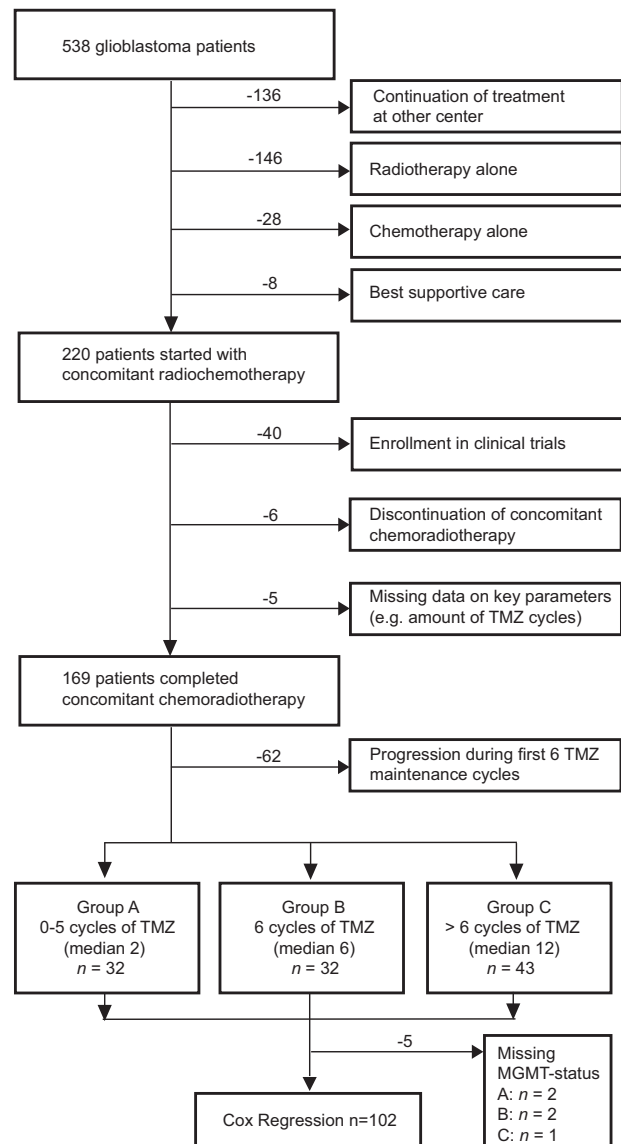 538 glioblastoma patients
-136
Continuation of treatment
at other center
-146
Radiotherapy alone
-28
Chemotherapy alone
-8
Best supportive care
220 patients started with
concomitant radiochemotherapy
-40
Enrollment in clinical trials
-6
Discontinuation of concomitant
chemoradiotherapy
-5
Missing data on key parameters
(e.g. amount of TMZ cycles)
169 patients completed
concomitant chemoradiotherapy
-62
Progression during first 6 TMZ
maintenance cycles
Group A
0-5 cycles of TMZ
(median 2)
n = 32
Group B
6 cycles of TMZ
(median 6)
n = 32
Group C
> 6 cycles of TMZ
(median 12)
n = 43
-5
Missing
MGMT-status
A: n = 2
B: n = 2
C: n = 1
Cox Regression n=102